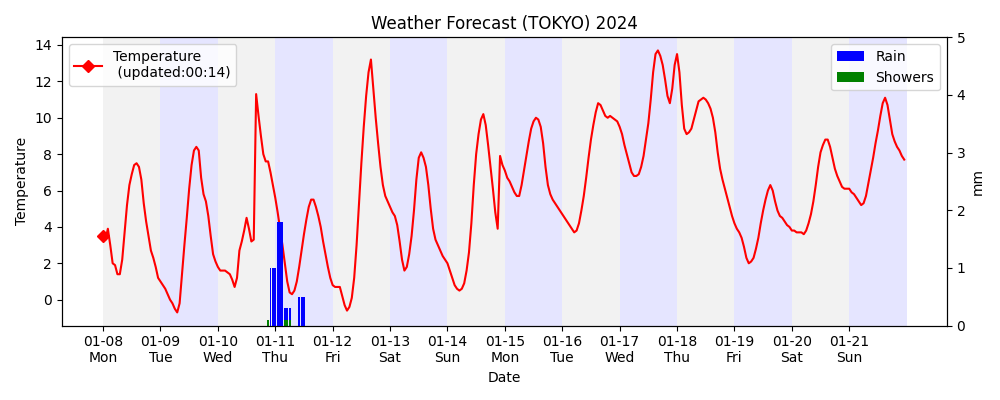 Weather Forecast (TOKYO) 2024
Temperature
(updated:00:14)
Rain
Showers
Temperature
14
12
10
8
6
4
2
0
5
4
3
2
1
0
mm
01-08 01-09 01-10 01-11 01-12 01-13 01-14 01-15 01-16 01-17 01-18 01-19 01-20 01-21
Mon Tue Wed Thu Fri Sat Sun Mon Tue Wed Thu Fri Sat Sun
Date